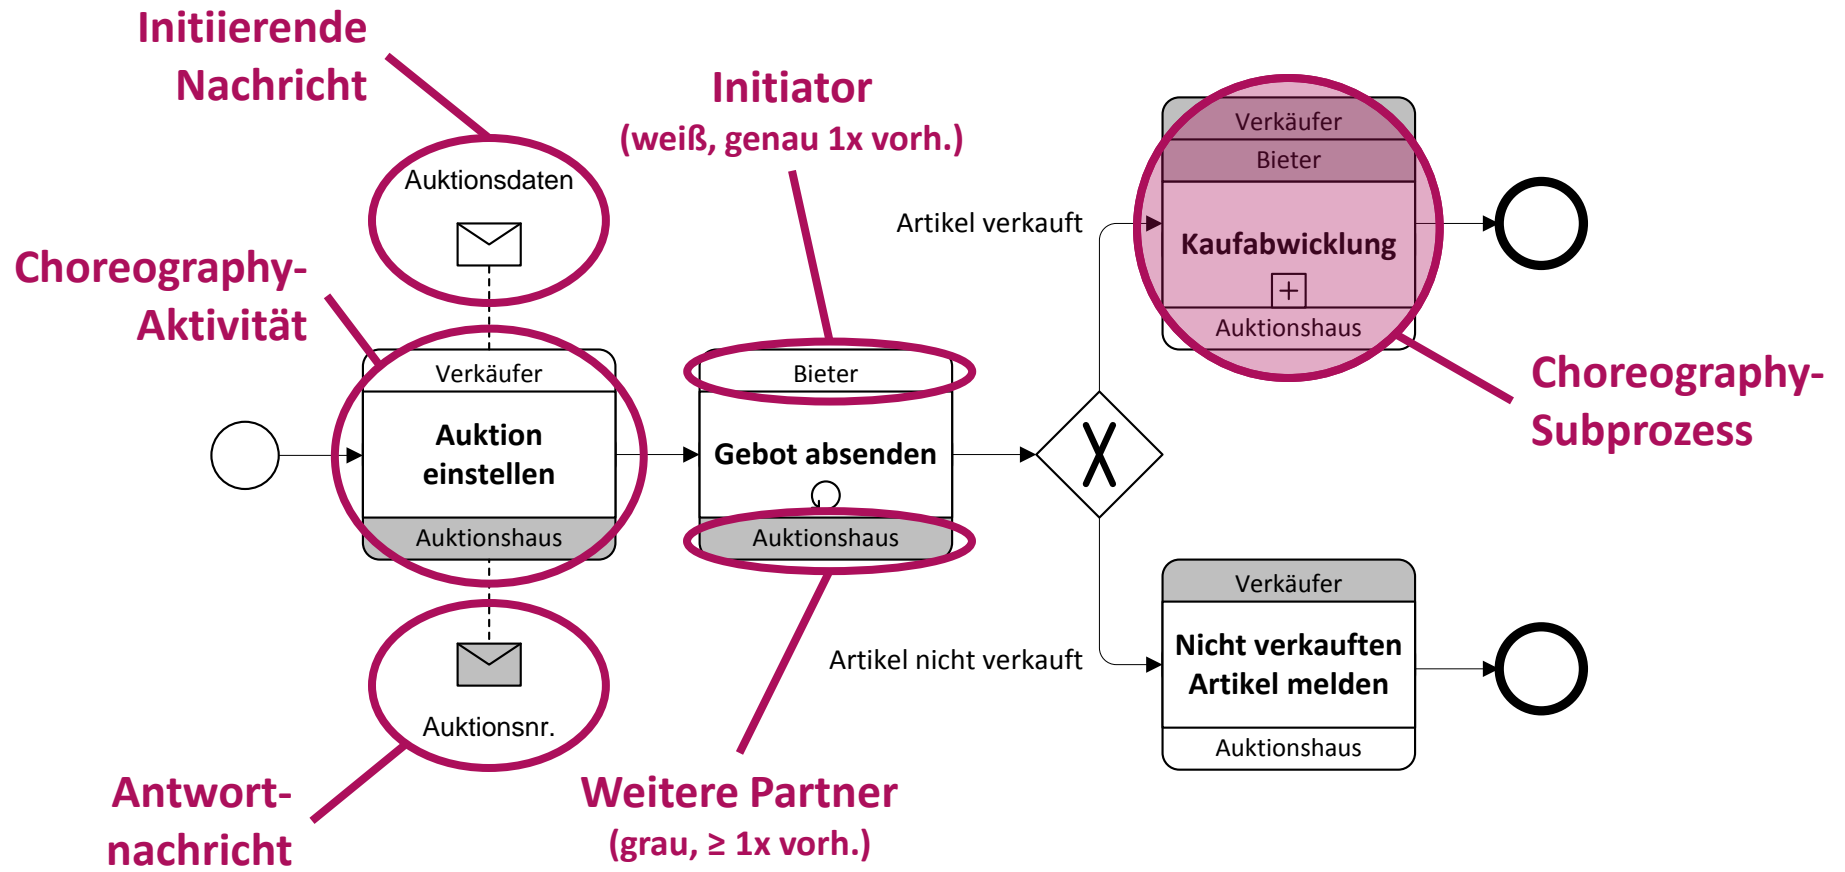 Initiierende
Nachricht
Initiator
(weiß, genau 1x vorh.)
Auktionsdaten
Choreography-
Aktivität
Verkäufer
Auktion
einstellen
Auktionshaus
Auktionsnr.
Antwort-
nachricht
Bieter
Gebot absenden
Auktionshaus
Weitere Partner
(grau, ≥ 1x vorh.)
X
Artikel verkauft
Verkäufer
Bieter
Kaufabwicklung
+
Auktionshaus
Choreography-
Subprozess
Artikel nicht verkauft
Verkäufer
Nicht verkauften
Artikel melden
Auktionshaus